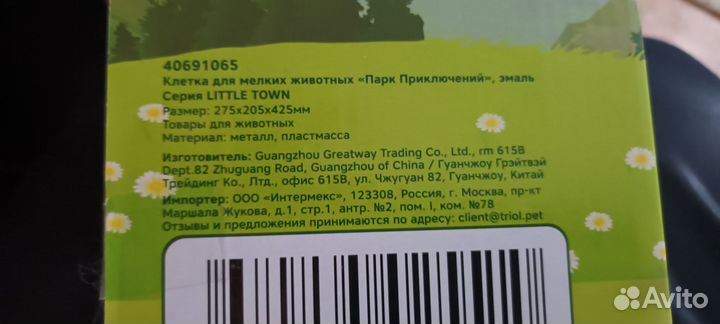 40691065
Клетка для мелких животных «Парк Приключений», эмаль
Серия LITTLE TOWN
Размер: 275х205х425мм
Товары для животных
Материал: металл, пластмасса
Изготовитель: Guangzhou Greatway Trading Co., Ltd., rm 615B
Dept.82 Zhuguang Road, Guangzhou of China / Гуанчжоу Грэйтвэй
Трейдинг Ко., Лтд., офис 615B, ул. Чжугуан 82, Гуанчжоу, Китай
Импортер: ООО «Интермекс», 123308, Россия, г. Москва, пр-кт
Маршала Жукова, д.1, стр.1, антр. №2, пом. I, ком. №78
Отзывы и предложения принимаются по адресу: client@triol.pet
Avito